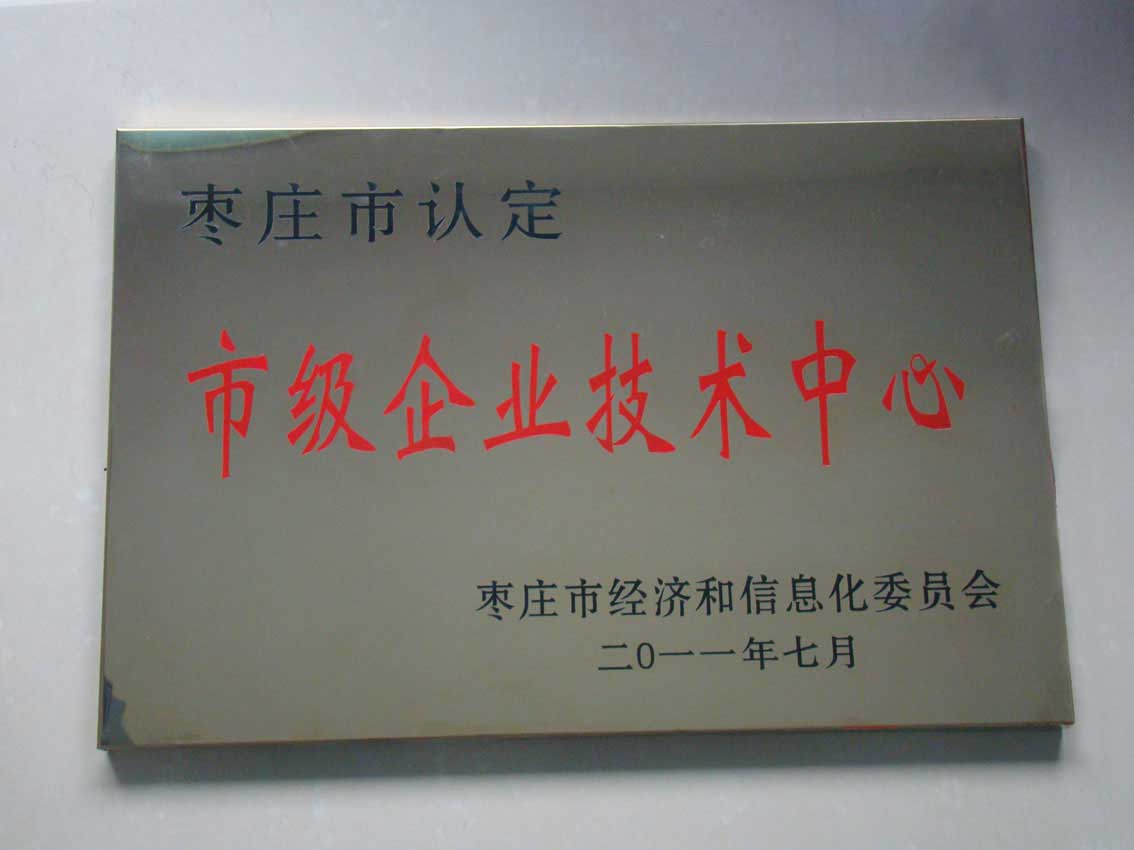 枣庄市认定
市级企业技术中心
枣庄市经济和信息化委员会
二0一一年七月